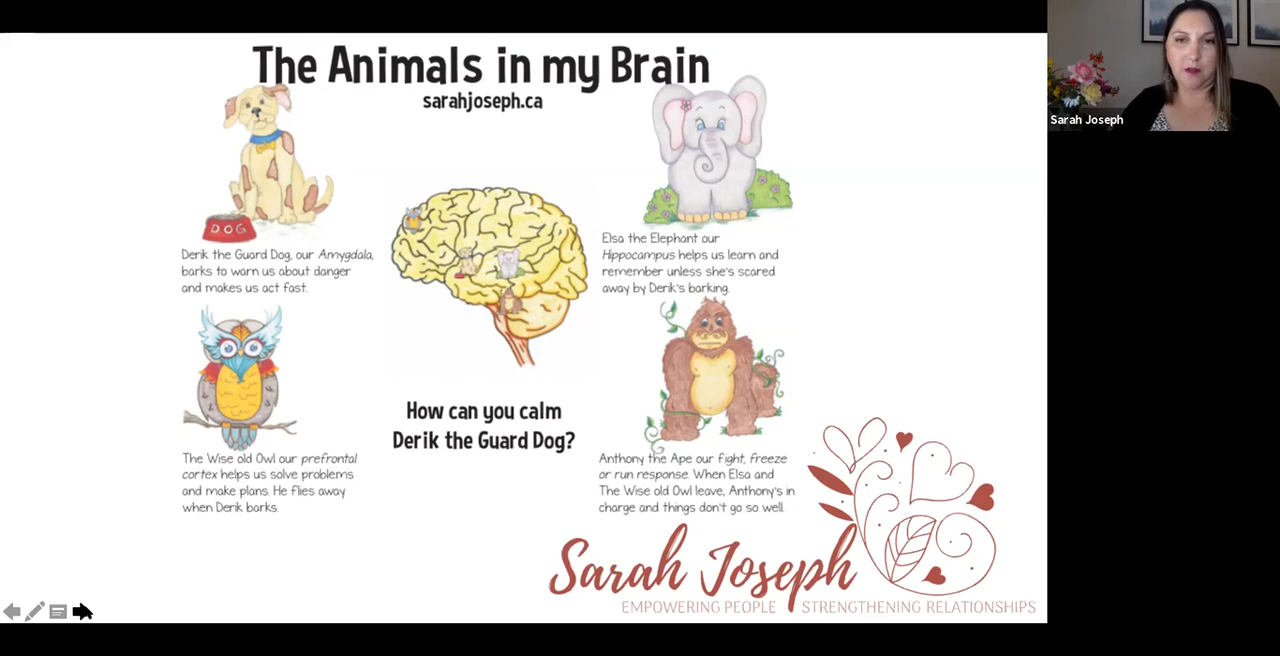 The Animals in my Brain
sarahjoseph.ca
Sarah Joseph
DOG
Derik the Guard Dog, our Amygdala,
barks to warn us about danger
and makes us act fast.
Elsa the Elephant our
Hippocampus helps us learn and
remember unless she's scared
away by Derik's barking.
The Wise old Owl our prefrontal
cortex helps us solve problems
and make plans. He flies away
when Derik barks.
How can you calm
Derik the Guard Dog?
Anthony the Ape our fight, freeze
or run response. When Elsa and
The Wise old Owl leave, Anthony's in
charge and things don't go so well.
Sarah Joseph
EMPOWERING PEOPLE STRENGTHENING RELATIONSHIPS